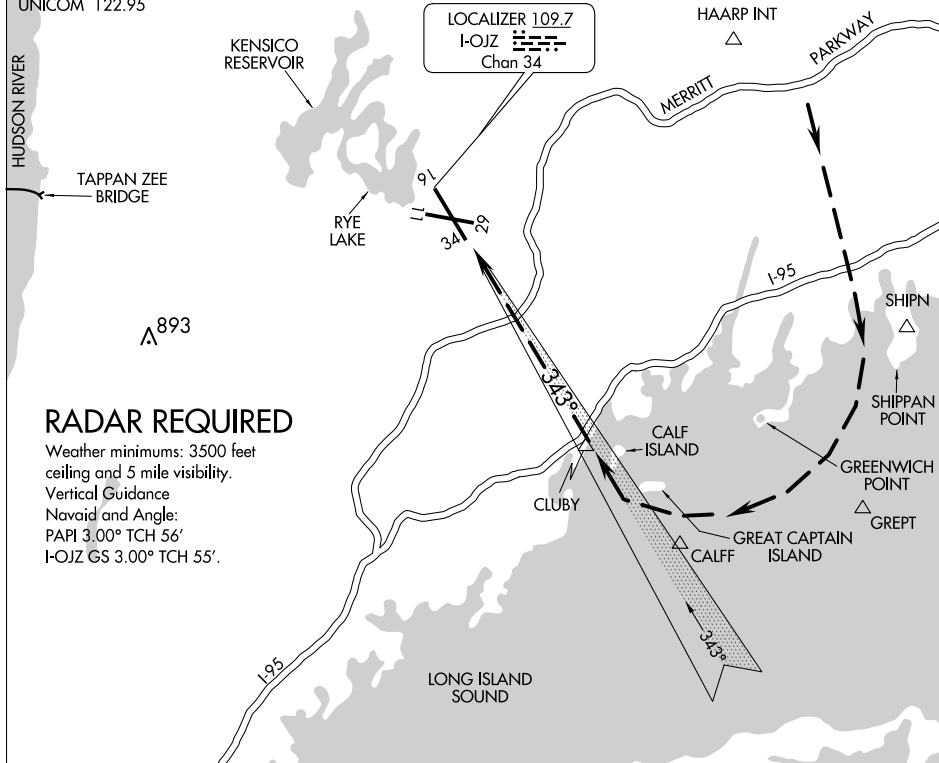 UNICOM 122.95
LOCALIZER 109.7
I-OJZ
Chan 34
HAARP INT
KENSICO
RESERVOIR
MERRITT
PARKWAY
HUDSON RIVER
TAPPAN ZEE
BRIDGE
RYE
LAKE
16
11
29
34
I-95
SHIPN
893
343°
SHIPPAN
POINT
RADAR REQUIRED
Weather minimums: 3500 feet
ceiling and 5 mile visibility.
Vertical Guidance
Navaid and Angle:
PAPI 3.00° TCH 56'
I-OJZ GS 3.00° TCH 55'.
CALF
ISLAND
GREENWICH
POINT
CLUBY
GREPT
GREAT CAPTAIN
ISLAND
CALFF
343°
I-95
LONG ISLAND
SOUND